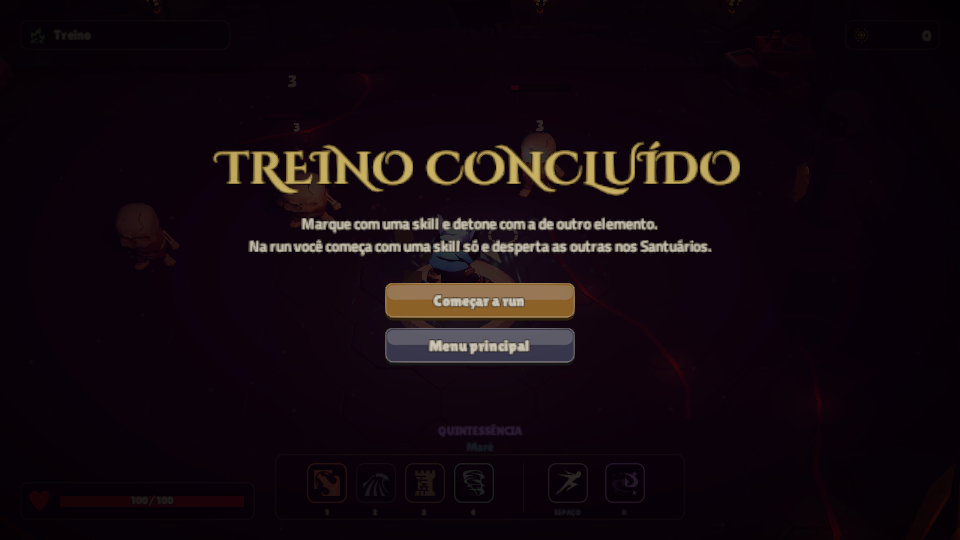 Treino
0
3
3
3
TREINO CONCLUÍDO
Marque com uma skill e detone com a de outro elemento.
Na run você começa com uma skill só e desperta as outras nos Santuários.
Começar a run
Menu principal
QUINTESSÊNCIA
Maré
100/100
1
2
3
ESPAÇO